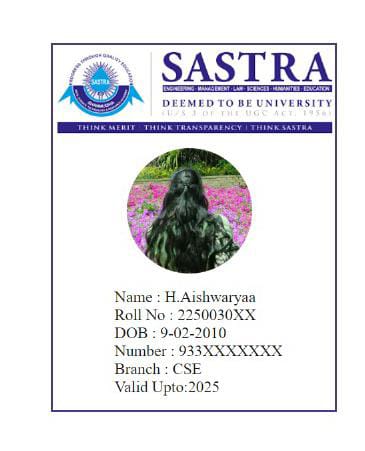 SASTRA
SASTRA
ENGINEERING · MANAGEMENT · LAW · SCIENCES · HUMANITIES · EDUCATION
DEEMED TO BE UNIVERSITY
(U/S 3 OF THE UGC ACT, 1956)
THINK MERIT | THINK TRANSPARENCY | THINK SASTRA
Name : H.Aishwaryaa
Roll No : 2250030XX
DOB : 9-02-2010
Number : 933XXXXXXX
Branch : CSE
Valid Upto:2025